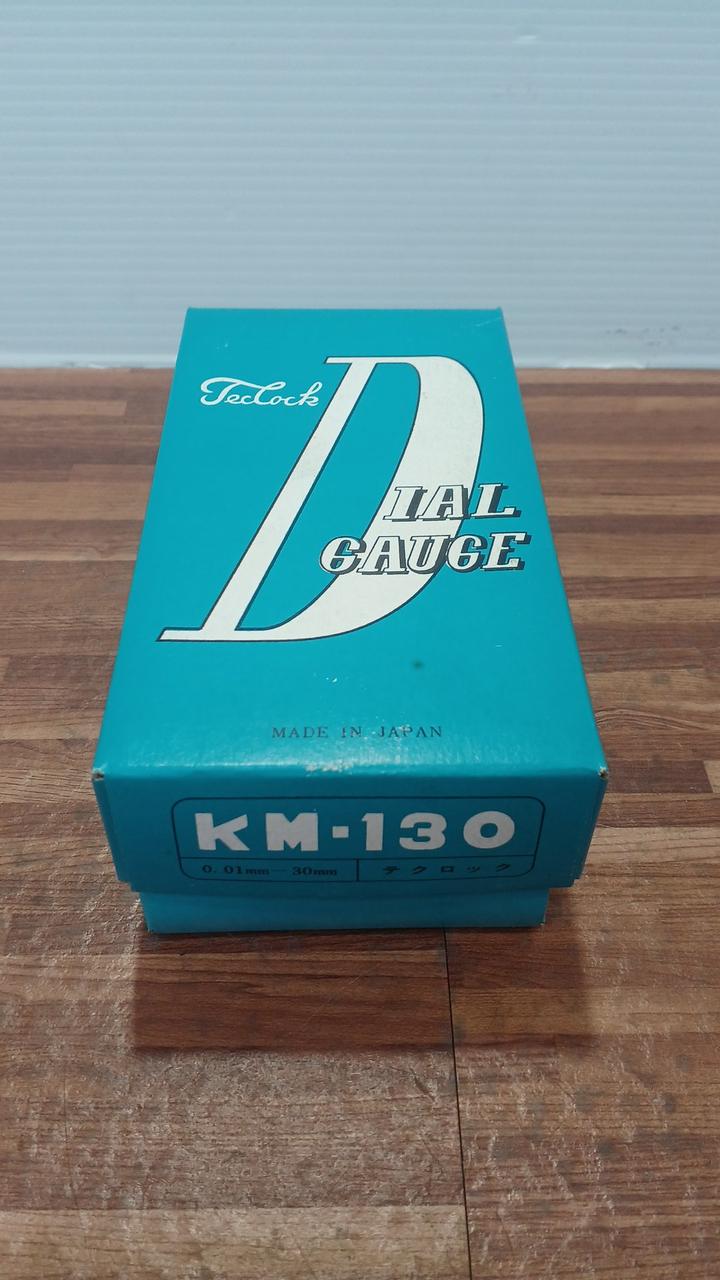 Teclock
DIAL
GAUGE
MADE IN JAPAN
KM-130
0.01mm—30mm
テクロック